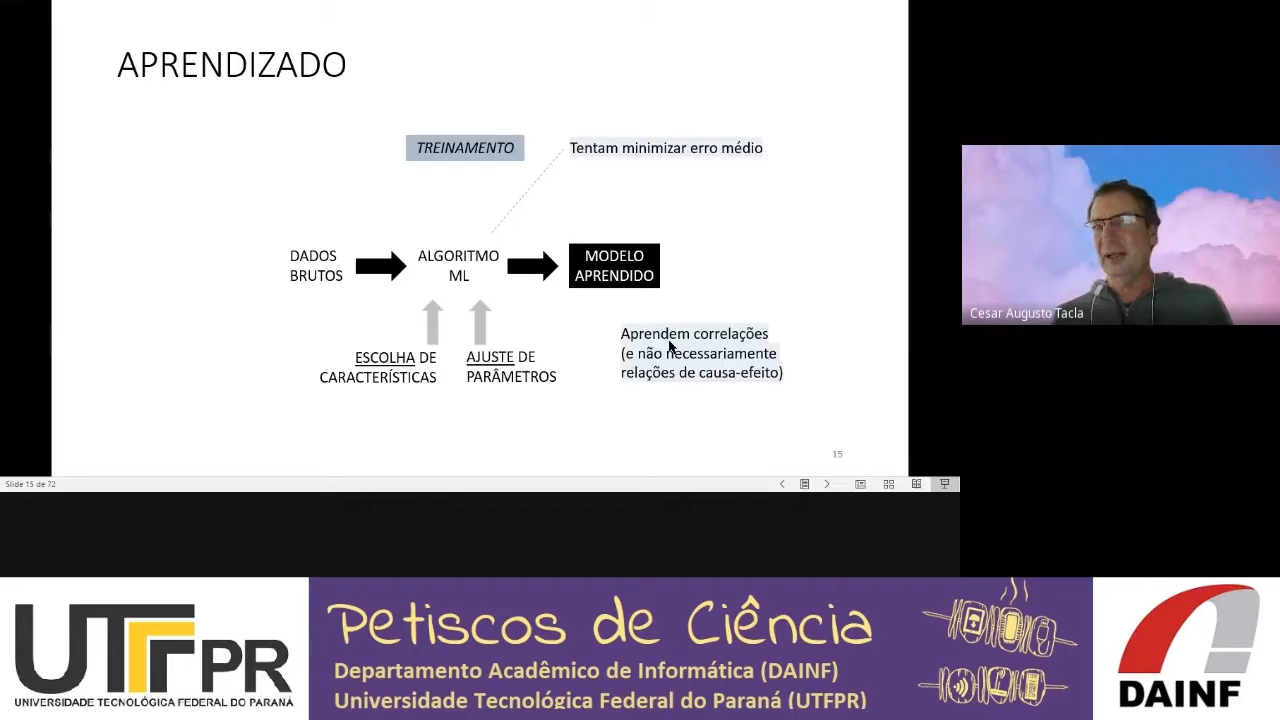 APRENDIZADO
TREINAMENTO
Tentam minimizar erro médio
DADOS
BRUTOS
ALGORITMO
ML
MODELO
APRENDIDO
ESCOLHA DE
CARACTERÍSTICAS
AJUSTE DE
PARÂMETROS
Aprendem correlações
(e não necessariamente
relações de causa-efeito)
15
Slide 15 de 72
Cesar Augusto Tacla
UTFPR
UNIVERSIDADE TECNOLÓGICA FEDERAL DO PARANÁ
Petiscos de Ciência
Departamento Acadêmico de Informática (DAINF)
Universidade Tecnológica Federal do Paraná (UTFPR)
DAINF